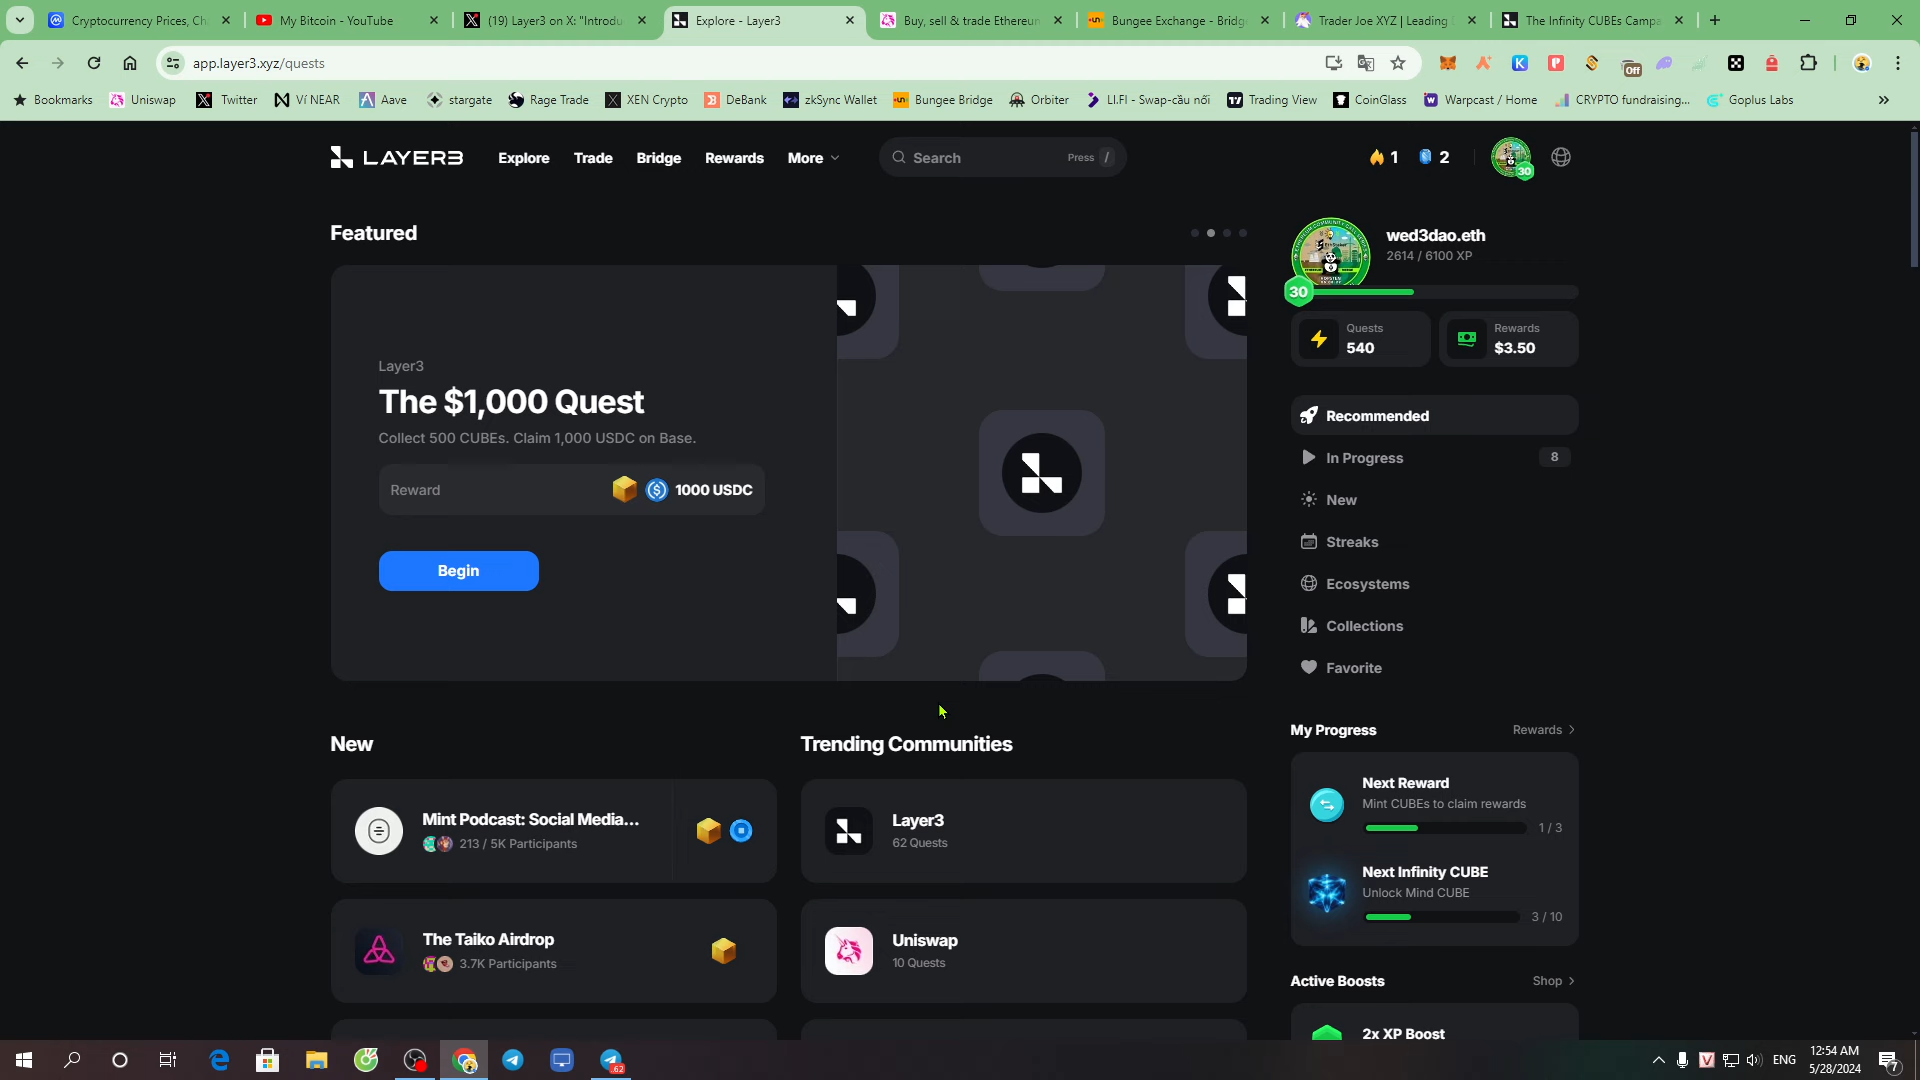 Cryptocurrency Prices, Ch
My Bitcoin - YouTube
(19) Layer3 on X: "Introdu
Explore - Layer3
Buy, sell & trade Ethereun
Bungee Exchange - Bridge
Trader Joe XYZ | Leading
The Infinity CUBEs Campa
app.layer3.xyz/quests
Off
Bookmarks
Uniswap
Twitter
Ví NEAR
Aave
stargate
Rage Trade
XEN Crypto
DeBank
zkSync Wallet
Bungee Bridge
Orbiter
LI.FI - Swap-cầu nối
Trading View
CoinGlass
Warpcast / Home
CRYPTO fundraising...
Goplus Labs
LAYER3
Explore
Trade
Bridge
Rewards
More
Search
Press /
1
2
30
Featured
Layer3
The $1,000 Quest
Collect 500 CUBEs. Claim 1,000 USDC on Base.
Reward
1000 USDC
Begin
wed3dao.eth
2614 / 6100 XP
30
Quests
540
Rewards
$3.50
Recommended
In Progress
8
New
Streaks
Ecosystems
Collections
Favorite
New
Mint Podcast: Social Media...
213 / 5K Participants
The Taiko Airdrop
3.7K Participants
Trending Communities
Layer3
62 Quests
Uniswap
10 Quests
My Progress
Rewards
Next Reward
Mint CUBEs to claim rewards
1 / 3
Next Infinity CUBE
Unlock Mind CUBE
3 / 10
Active Boosts
Shop
2x XP Boost
62
ENG
12:54 AM
5/28/2024
7